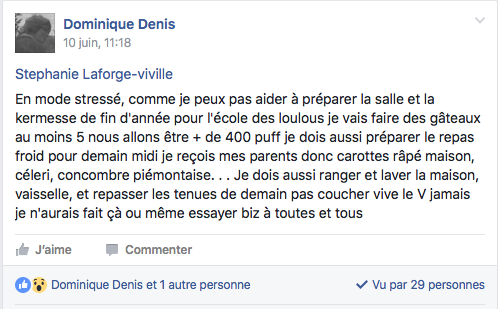 Dominique Denis
10 juin, 11:18
Stephanie Laforge-viville
En mode stressé, comme je peux pas aider à préparer la salle et la
kermesse de fin d'année pour l'école des loulous je vais faire des gâteaux
au moins 5 nous allons être + de 400 puff je dois aussi préparer le repas
froid pour demain midi je reçois mes parents donc carottes râpé maison,
céleri, concombre piémontaise. . . Je dois aussi ranger et laver la maison,
vaisselle, et repasser les tenues de demain pas coucher vive le V jamais
je n'aurais fait çà ou même essayer biz à toutes et tous
J'aime Commenter
Dominique Denis et 1 autre personne Vu par 29 personnes